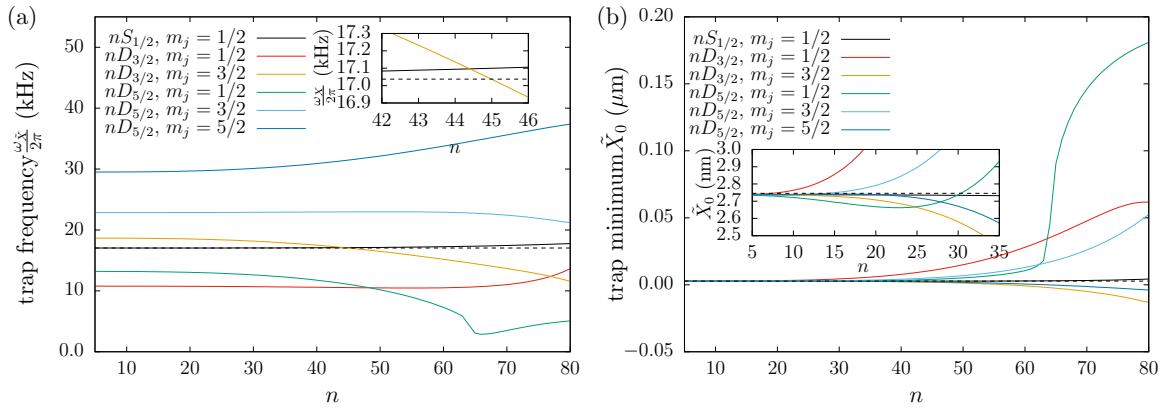 (a)
trap frequency ω_X̃/2π (kHz)
55
50
40
30
20
10
0.0
nS1/2, mj = 1/2
nD3/2, mj = 1/2
nD3/2, mj = 3/2
nD5/2, mj = 1/2
nD5/2, mj = 3/2
nD5/2, mj = 5/2
ω_X̃/2π (kHz)
17.3
17.2
17.1
17.0
16.9
42 43 44 45 46
n
10 20 30 40 50 60 70 80
n
(b)
trap minimumX̃0 (μm)
0.20
0.15
0.10
0.05
0.00
−0.05
nS1/2, mj = 1/2
nD3/2, mj = 1/2
nD3/2, mj = 3/2
nD5/2, mj = 1/2
nD5/2, mj = 3/2
nD5/2, mj = 5/2
X̃0 (nm)
3.0
2.9
2.8
2.7
2.6
2.5
5 10 15 20 25 30 35
n
10 20 30 40 50 60 70 80
n